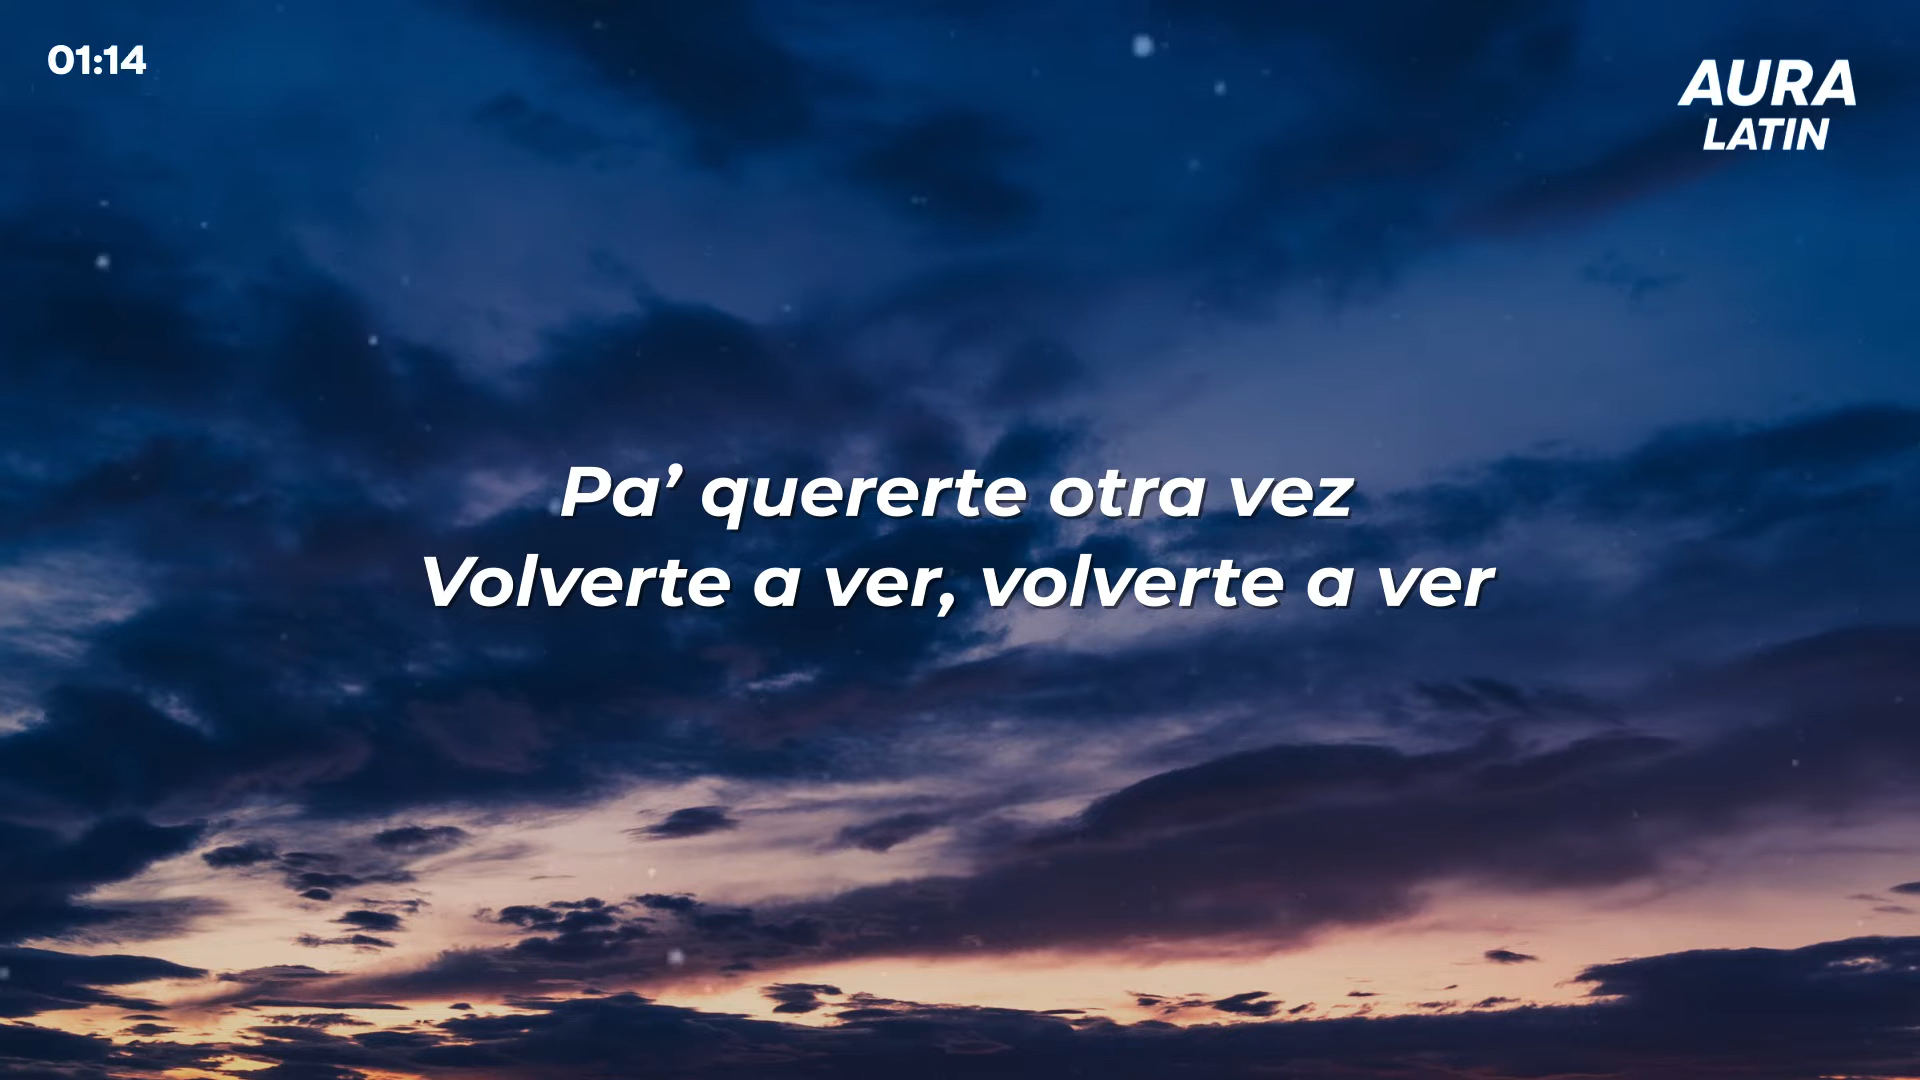 01:14
AURA
LATIN
Pa’ quererte otra vez
Volverte a ver, volverte a ver